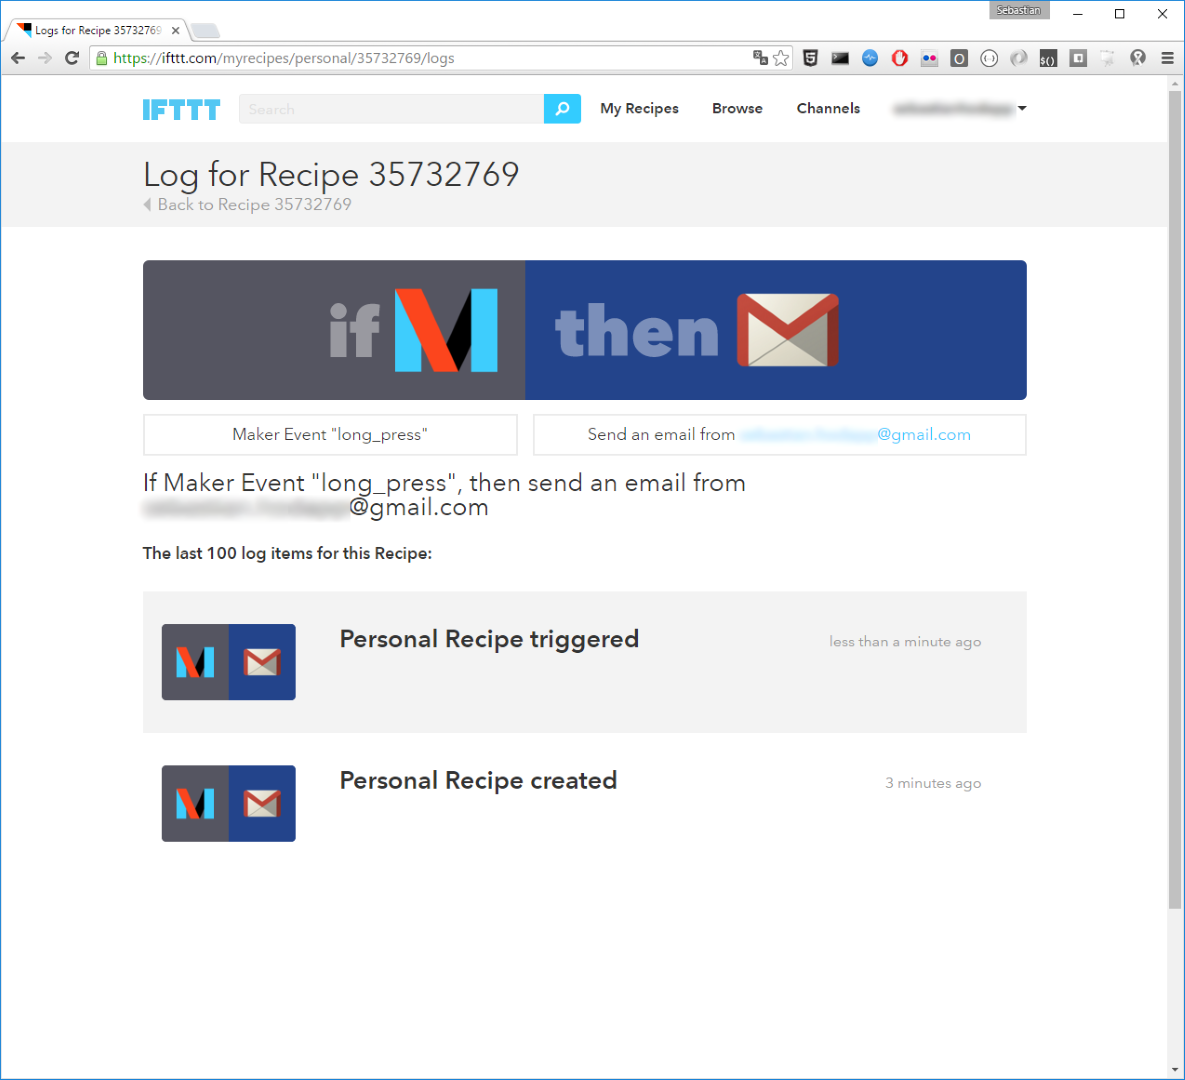 Sebastian
Logs for Recipe 35732769
https://ifttt.com/myrecipes/personal/35732769/logs
IFTTT
Search
My Recipes
Browse
Channels
Log for Recipe 35732769
Back to Recipe 35732769
if
then
Maker Event "long_press"
Send an email from @gmail.com
If Maker Event "long_press", then send an email from
@gmail.com
The last 100 log items for this Recipe:
Personal Recipe triggered
less than a minute ago
Personal Recipe created
3 minutes ago